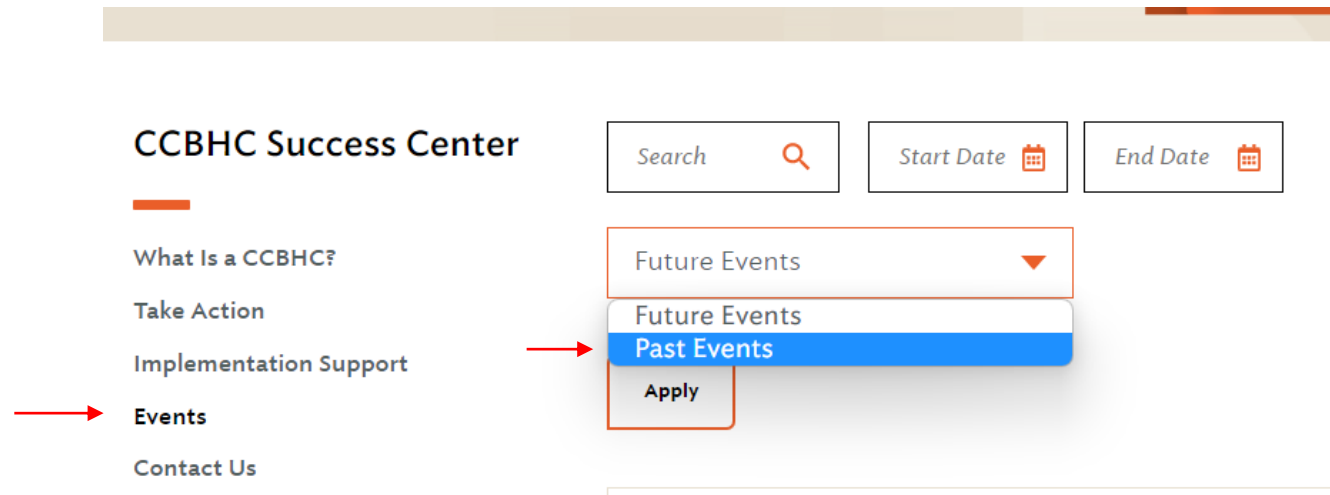 CCBHC Success Center
What Is a CCBHC?
Take Action
Implementation Support
Events
Contact Us
Search
Start Date
End Date
Future Events
Future Events
Past Events
Apply